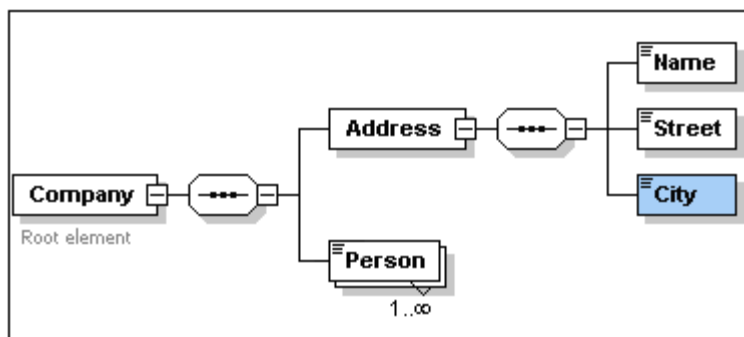 Name
Address
Street
Company
City
Root element
Person
1..∞